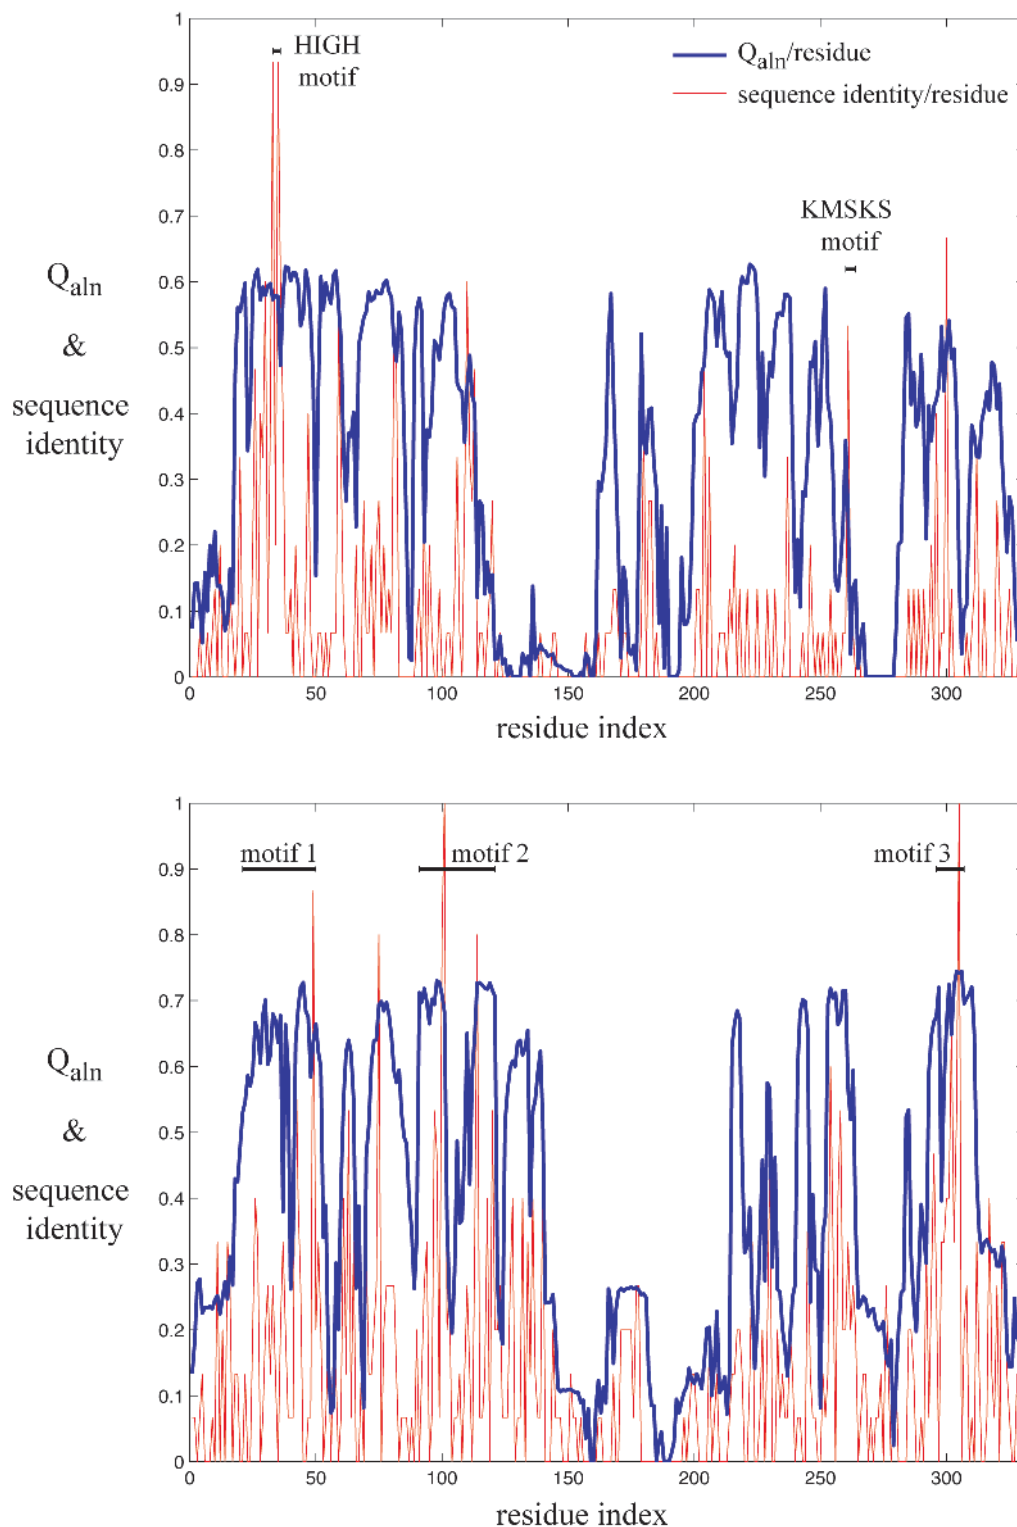 1
0.9
0.8
0.7
0.6
0.5
0.4
0.3
0.2
0.1
0
HIGH
motif
Qaln/residue
sequence identity/residue
KMSKS
motif
Qaln
&
sequence
identity
0 50 100 150 200 250 300
residue index
1
0.9
0.8
0.7
0.6
0.5
0.4
0.3
0.2
0.1
0
motif 1 motif 2 motif 3
Qaln
&
sequence
identity
0 50 100 150 200 250 300
residue index